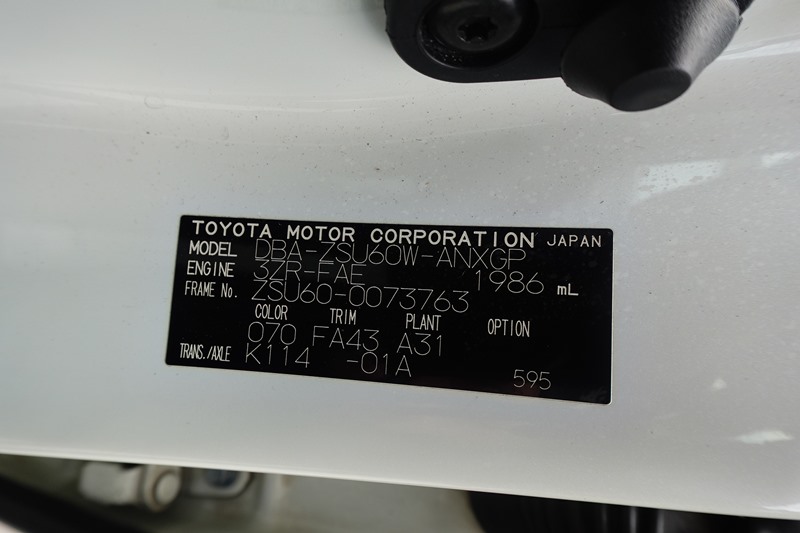 TOYOTA MOTOR CORPORATION JAPAN
MODEL DBA-ZSU60W-ANXGP
ENGINE 3ZR-FAE 1986 mL
FRAME No. ZSU60-0073763
COLOR TRIM PLANT OPTION
070 FA43 A31
TRANS./AXLE K114 -01A 595